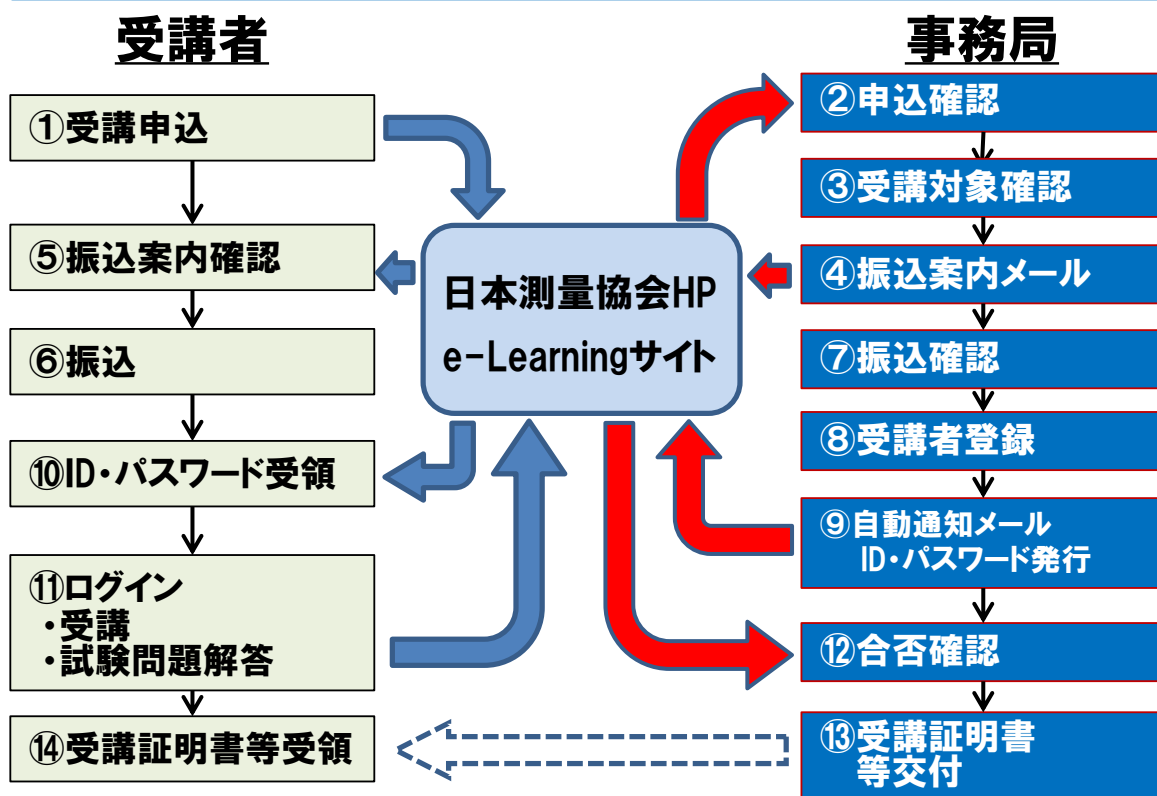 受講者
事務局
①受講申込
②申込確認
③受講対象確認
⑤振込案内確認
日本測量協会HP
e-Learningサイト
④振込案内メール
⑥振込
⑦振込確認
⑧受講者登録
⑩ID・パスワード受領
⑨自動通知メール
ID・パスワード発行
⑪ログイン
・受講
・試験問題解答
⑫合否確認
⑭受講証明書等受領
⑬受講証明書
等交付